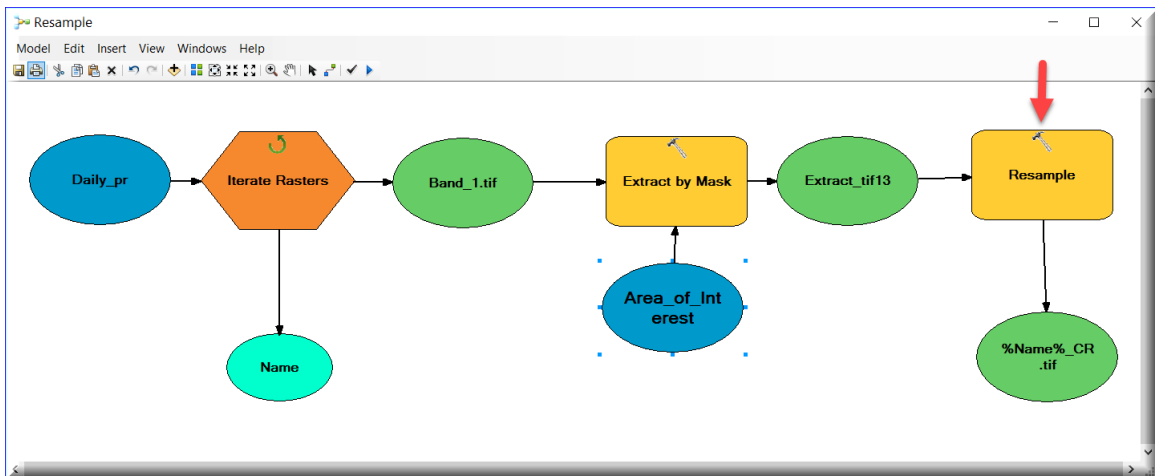 Resample
Model Edit Insert View Windows Help
Daily_pr
Iterate Rasters
Band_1.tif
Extract by Mask
Extract_tif13
Resample
Area_of_Int
erest
Name
%Name%_CR
.tif